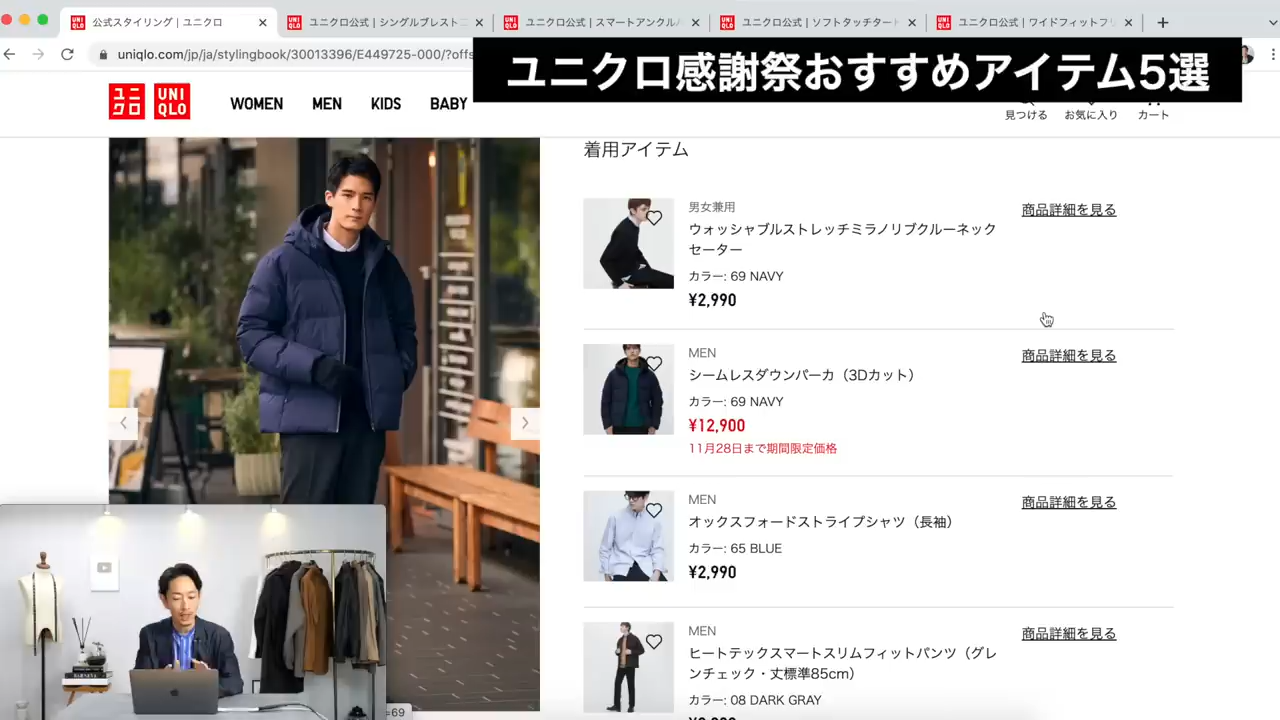 公式スタイリング｜ユニクロ
ユニクロ公式 | シングルブレスト
ユニクロ公式 | スマートアンクル
ユニクロ公式 | ソフトタッチター
ユニクロ公式 | ワイドフィットフ
uniqlo.com/jp/ja/stylingbook/30013396/E449725-000/?offs
ユニクロ感謝祭おすすめアイテム5選
ユニクロ
UNIQLO
WOMEN
MEN
KIDS
BABY
見つける
お気に入り
カート
着用アイテム
男女兼用
商品詳細を見る
ウォッシャブルストレッチミラノリブクルーネック
セーター
カラー: 69 NAVY
¥2,990
MEN
商品詳細を見る
シームレスダウンパーカ（3Dカット）
カラー: 69 NAVY
¥12,900
11月28日まで期間限定価格
MEN
商品詳細を見る
オックスフォードストライプシャツ（長袖）
カラー: 65 BLUE
¥2,990
MEN
商品詳細を見る
ヒートテックスマートスリムフィットパンツ（グレ
ンチェック・丈標準85cm）
カラー: 08 DARK GRAY
=69